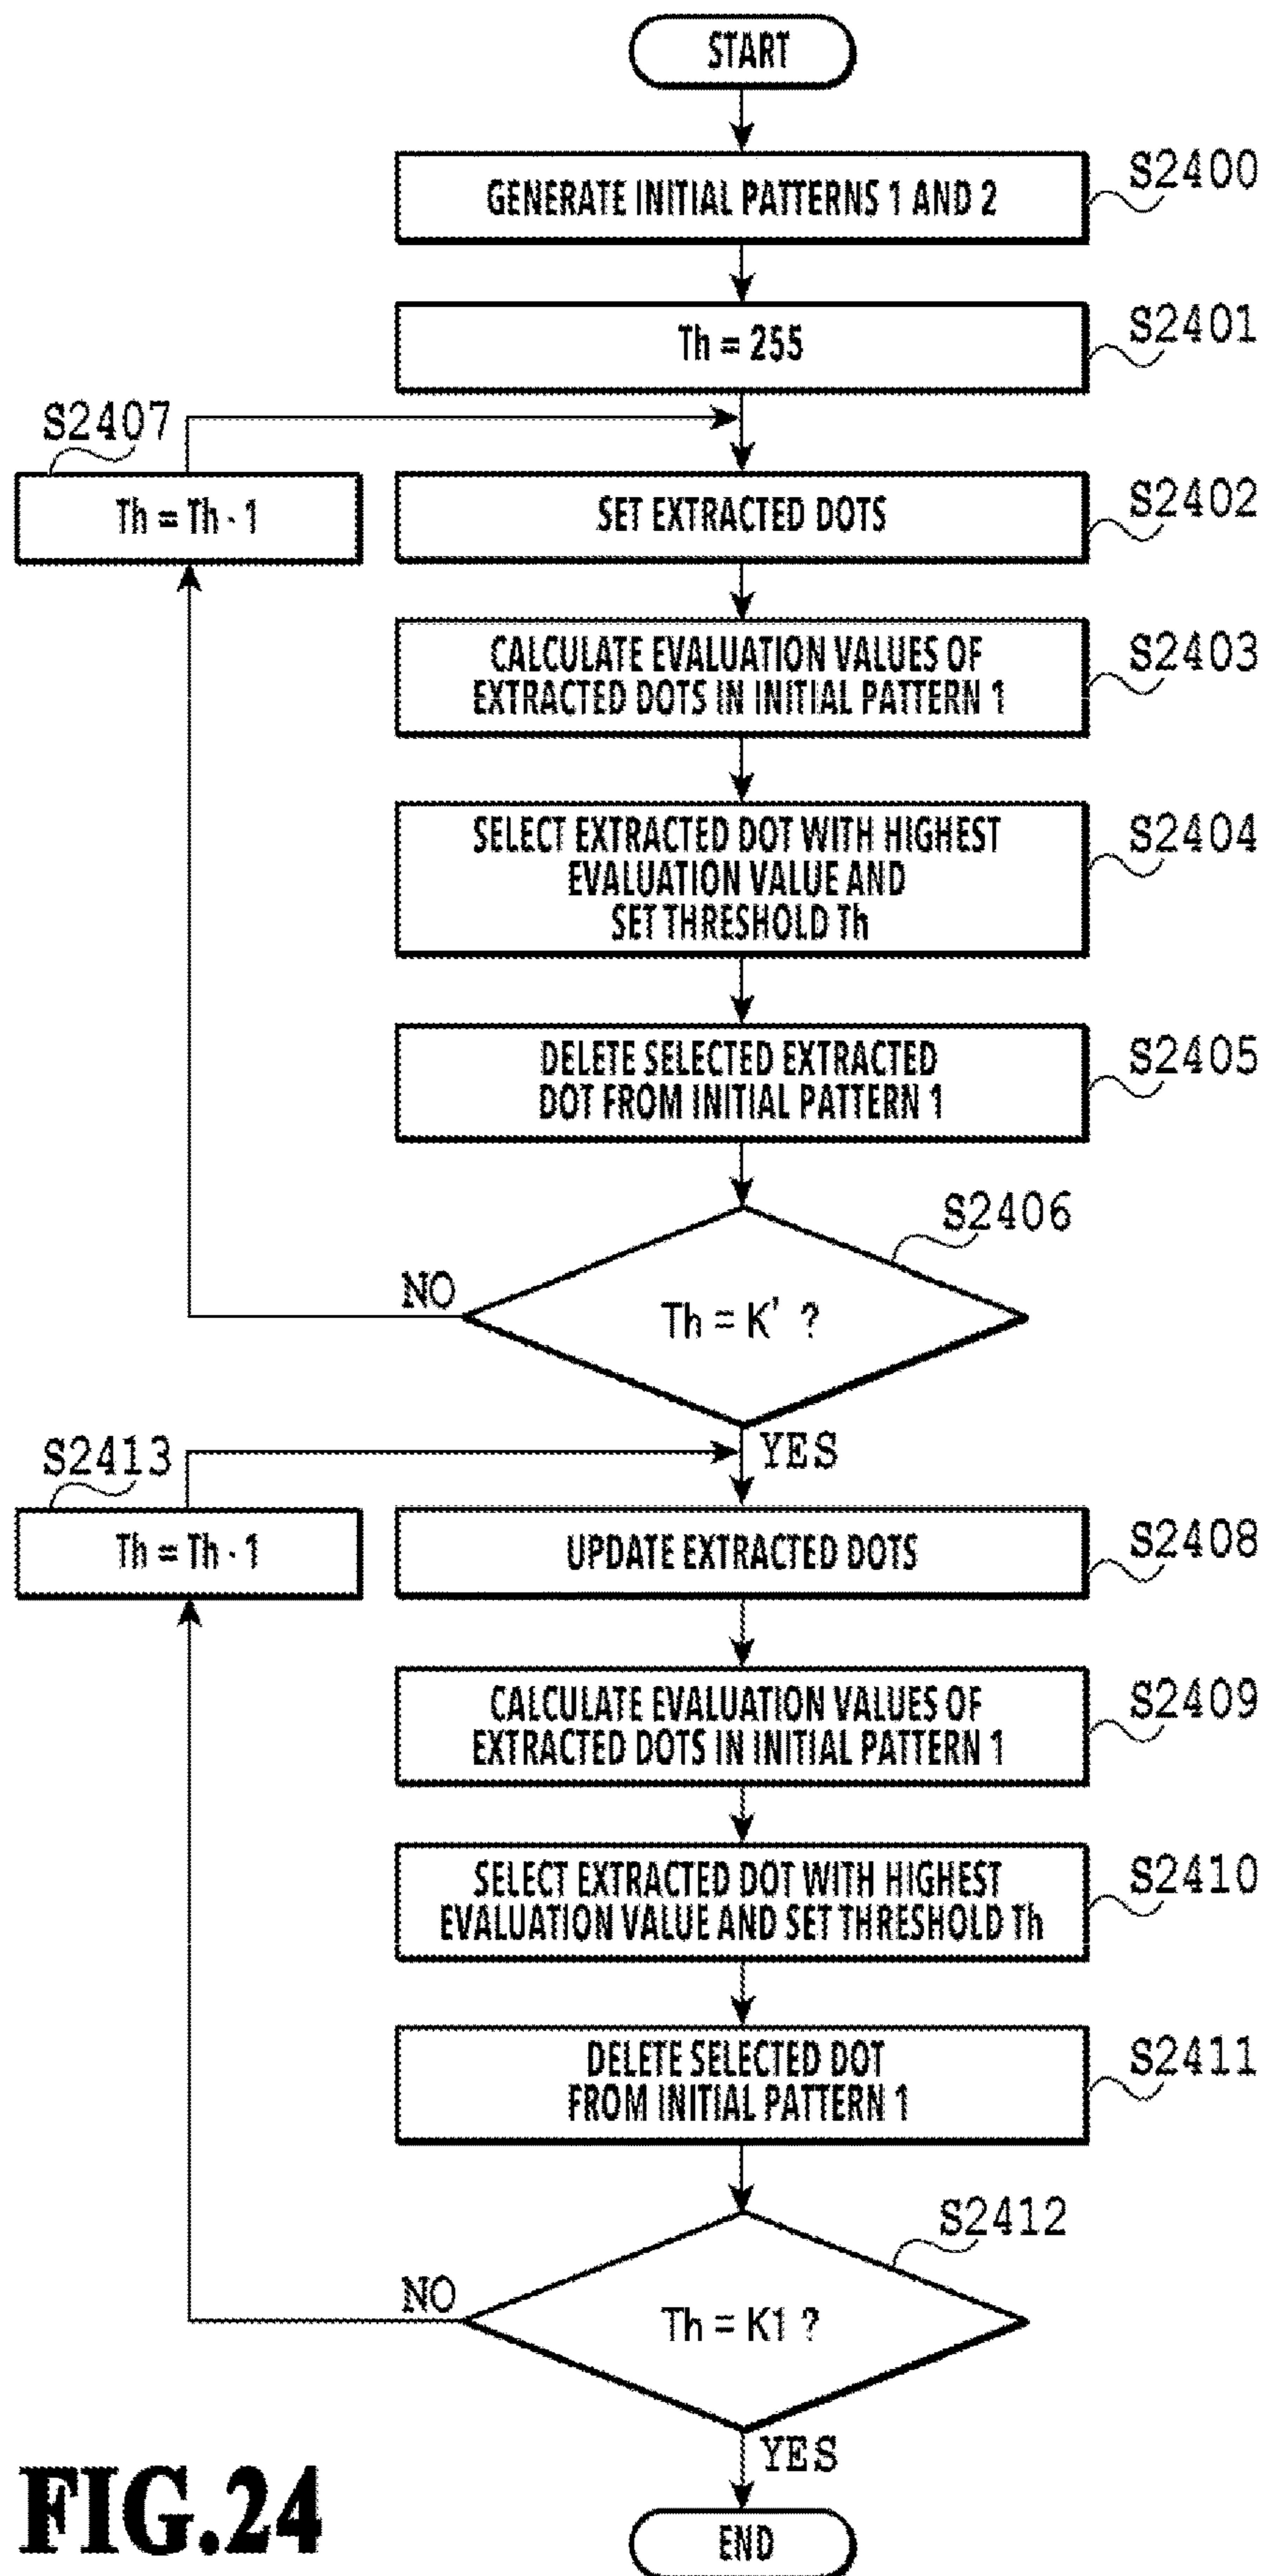 START
GENERATE INITIAL PATTERNS 1 AND 2
S2400
Th = 255
S2401
S2407
Th = Th - 1
SET EXTRACTED DOTS
S2402
CALCULATE EVALUATION VALUES OF
EXTRACTED DOTS IN INITIAL PATTERN 1
S2403
SELECT EXTRACTED DOT WITH HIGHEST
EVALUATION VALUE AND
SET THRESHOLD Th
S2404
DELETE SELECTED EXTRACTED
DOT FROM INITIAL PATTERN 1
S2405
S2406
NO
Th = K' ?
YES
S2413
Th = Th - 1
UPDATE EXTRACTED DOTS
S2408
CALCULATE EVALUATION VALUES OF
EXTRACTED DOTS IN INITIAL PATTERN 1
S2409
SELECT EXTRACTED DOT WITH HIGHEST
EVALUATION VALUE AND SET THRESHOLD Th
S2410
DELETE SELECTED DOT
FROM INITIAL PATTERN 1
S2411
S2412
NO
Th = K1 ?
YES
END
FIG.24